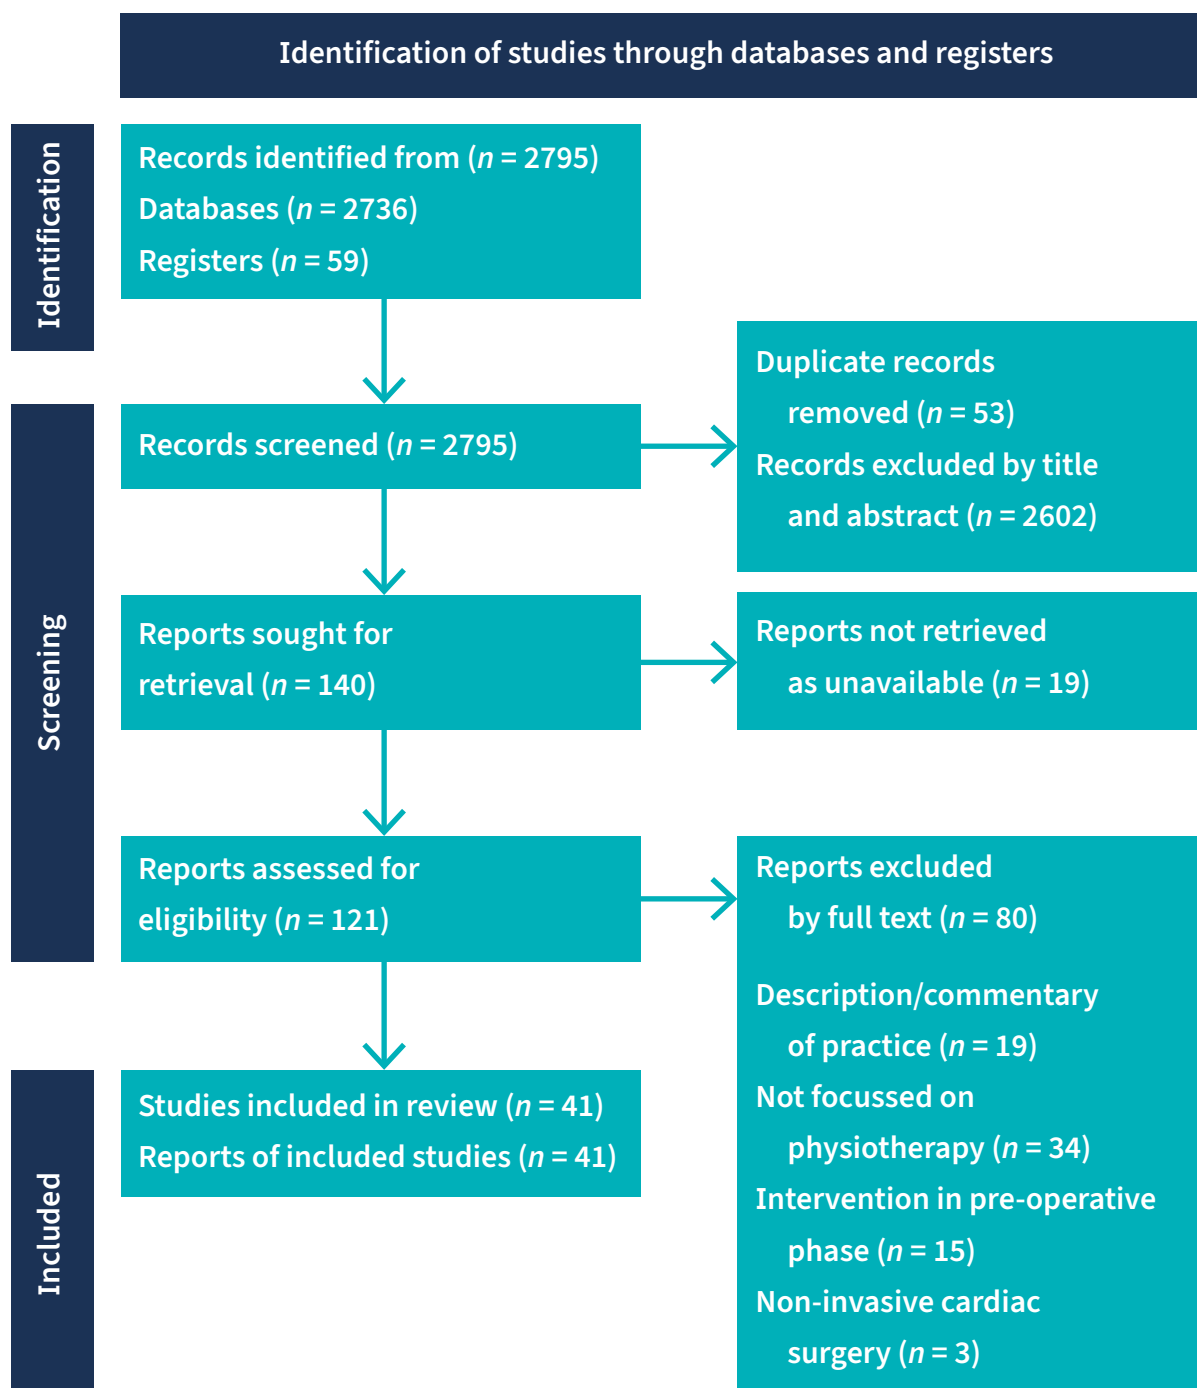 Identification of studies through databases and registers
Identification
Records identified from (n = 2795)
Databases (n = 2736)
Registers (n = 59)
Screening
Records screened (n = 2795)
Duplicate records
removed (n = 53)
Records excluded by title
and abstract (n = 2602)
Reports sought for
retrieval (n = 140)
Reports not retrieved
as unavailable (n = 19)
Reports assessed for
eligibility (n = 121)
Reports excluded
by full text (n = 80)
Description/commentary
of practice (n = 19)
Not focussed on
physiotherapy (n = 34)
Intervention in pre-operative
phase (n = 15)
Non-invasive cardiac
surgery (n = 3)
Included
Studies included in review (n = 41)
Reports of included studies (n = 41)